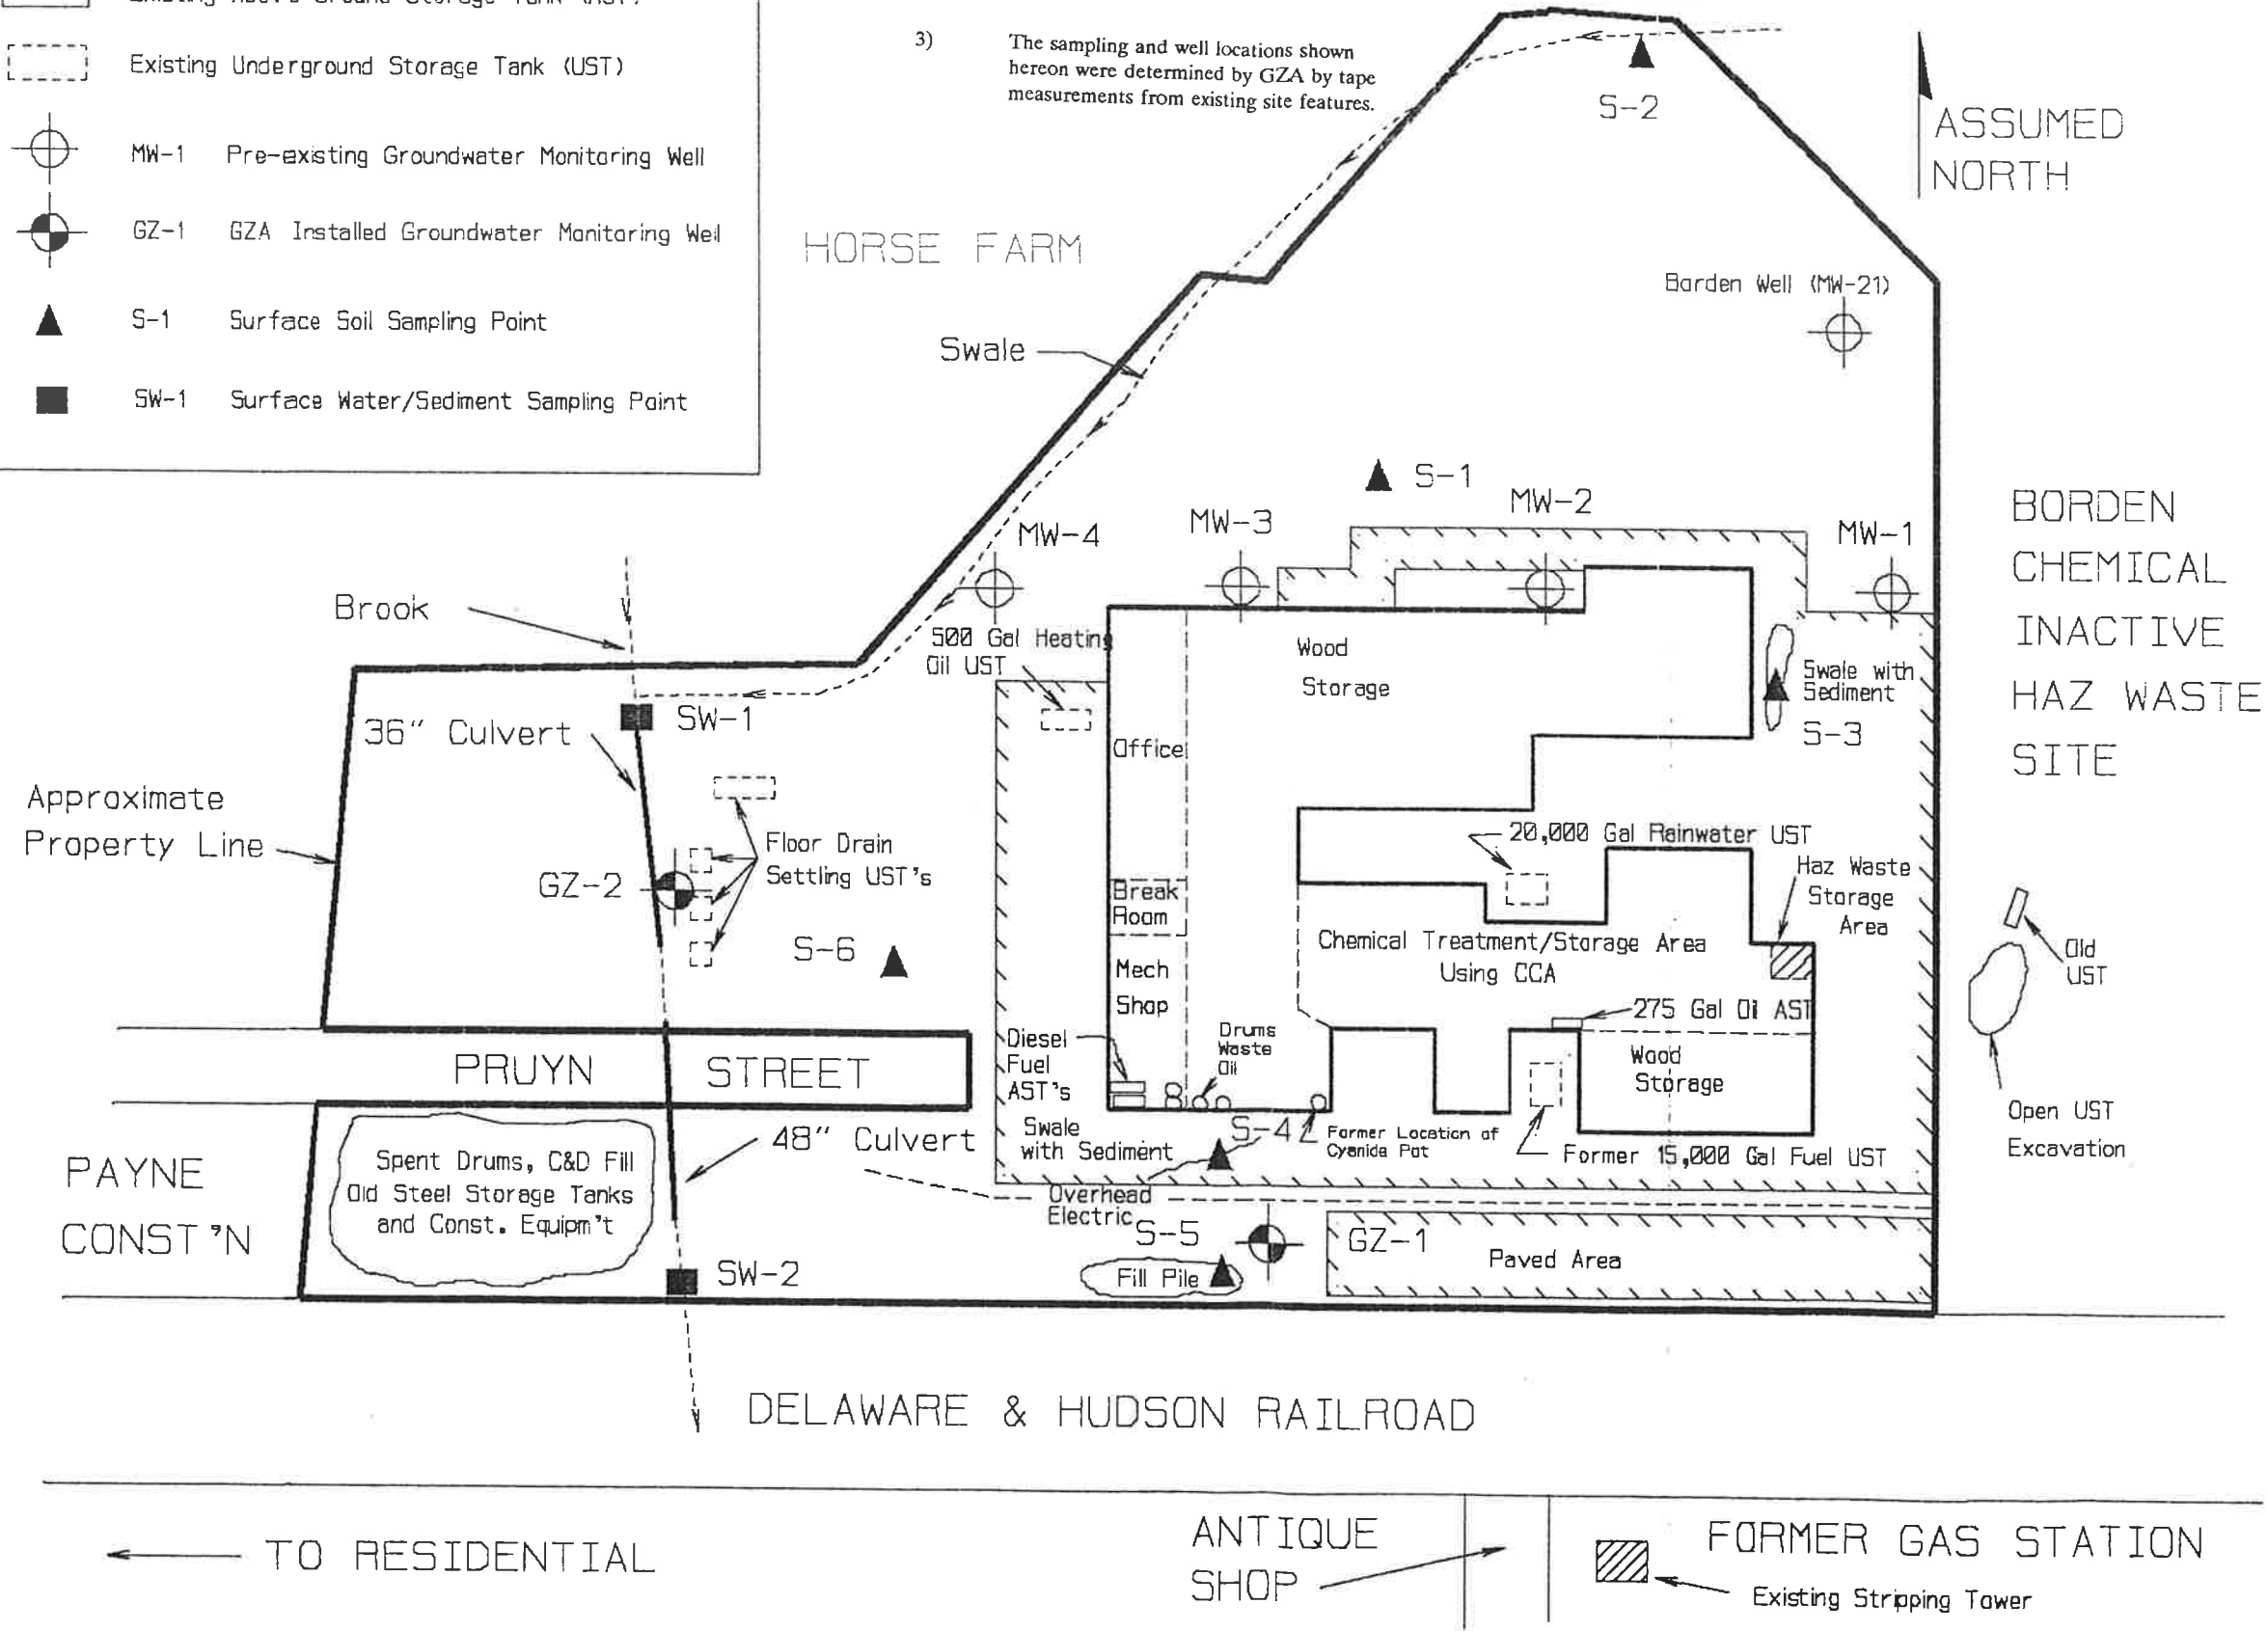 Existing Above Ground Storage Tank (AST)
Existing Underground Storage Tank (UST)
MW-1 Pre-existing Groundwater Monitoring Well
GZ-1 GZA Installed Groundwater Monitoring Well
S-1 Surface Soil Sampling Point
SW-1 Surface Water/Sediment Sampling Point
3) The sampling and well locations shown
hereon were determined by GZA by tape
measurements from existing site features.
S-2
ASSUMED
NORTH
HORSE FARM
Borden Well (MW-21)
Swale
S-1
MW-2
MW-3
MW-4
MW-1
BORDEN
CHEMICAL
INACTIVE
HAZ WASTE
SITE
Brook
500 Gal Heating
Oil UST
Wood
Storage
Swale with
Sediment
S-3
SW-1
36" Culvert
Office
Approximate
Property Line
Floor Drain
Settling UST's
GZ-2
20,000 Gal Rainwater UST
Haz Waste
Storage
Area
Break
Room
S-6
Chemical Treatment/Storage Area
Using CCA
Old
UST
Mech
Shop
275 Gal Oil AST
Diesel
Fuel
AST's
Drums
Waste
Oil
Wood
Storage
PRUYN STREET
Open UST
Excavation
48" Culvert
Swale
with Sediment
S-4
Former Location of
Cyanide Pot
Former 15,000 Gal Fuel UST
PAYNE
CONST'N
Spent Drums, C&D Fill
Old Steel Storage Tanks
and Const. Equipm't
Overhead
Electric
S-5
GZ-1
Paved Area
SW-2
Fill Pile
DELAWARE & HUDSON RAILROAD
TO RESIDENTIAL
ANTIQUE
SHOP
FORMER GAS STATION
Existing Stripping Tower